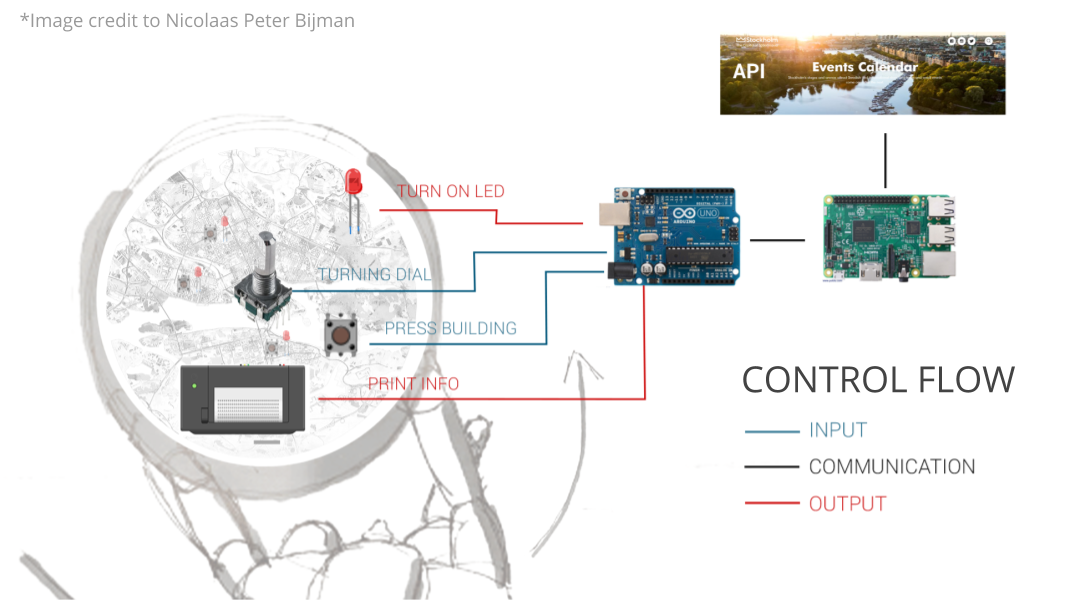 *Image credit to Nicolaas Peter Bijman
API
Events Calendar
TURN ON LED
UNO
ARDUINO
TURNING DIAL
PRESS BUILDING
PRINT INFO
CONTROL FLOW
INPUT
COMMUNICATION
OUTPUT